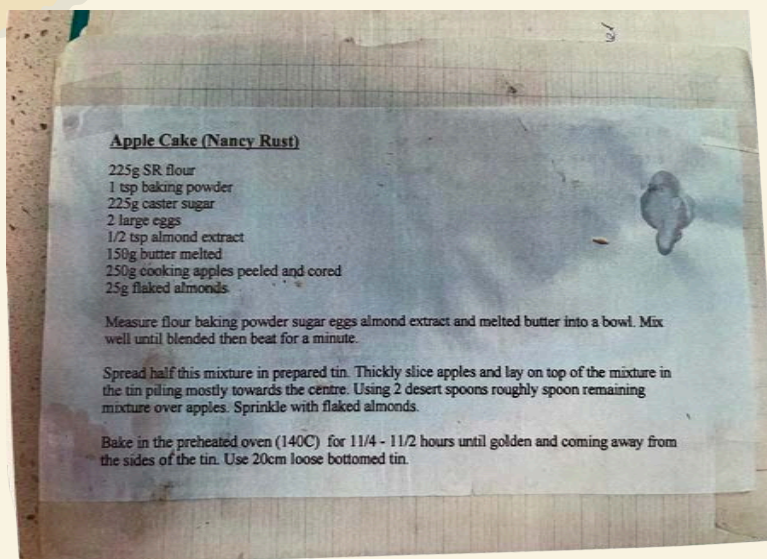 Apple Cake (Nancy Rust)
225g SR flour
1 tsp baking powder
225g caster sugar
2 large eggs
1/2 tsp almond extract
150g butter melted
250g cooking apples peeled and cored
25g flaked almonds
Measure flour baking powder sugar eggs almond extract and melted butter into a bowl. Mix
well until blended then beat for a minute.
Spread half this mixture in prepared tin. Thickly slice apples and lay on top of the mixture in
the tin piling mostly towards the centre. Using 2 desert spoons roughly spoon remaining
mixture over apples. Sprinkle with flaked almonds.
Bake in the preheated oven (140C) for 11/4 - 11/2 hours until golden and coming away from
the sides of the tin. Use 20cm loose bottomed tin.